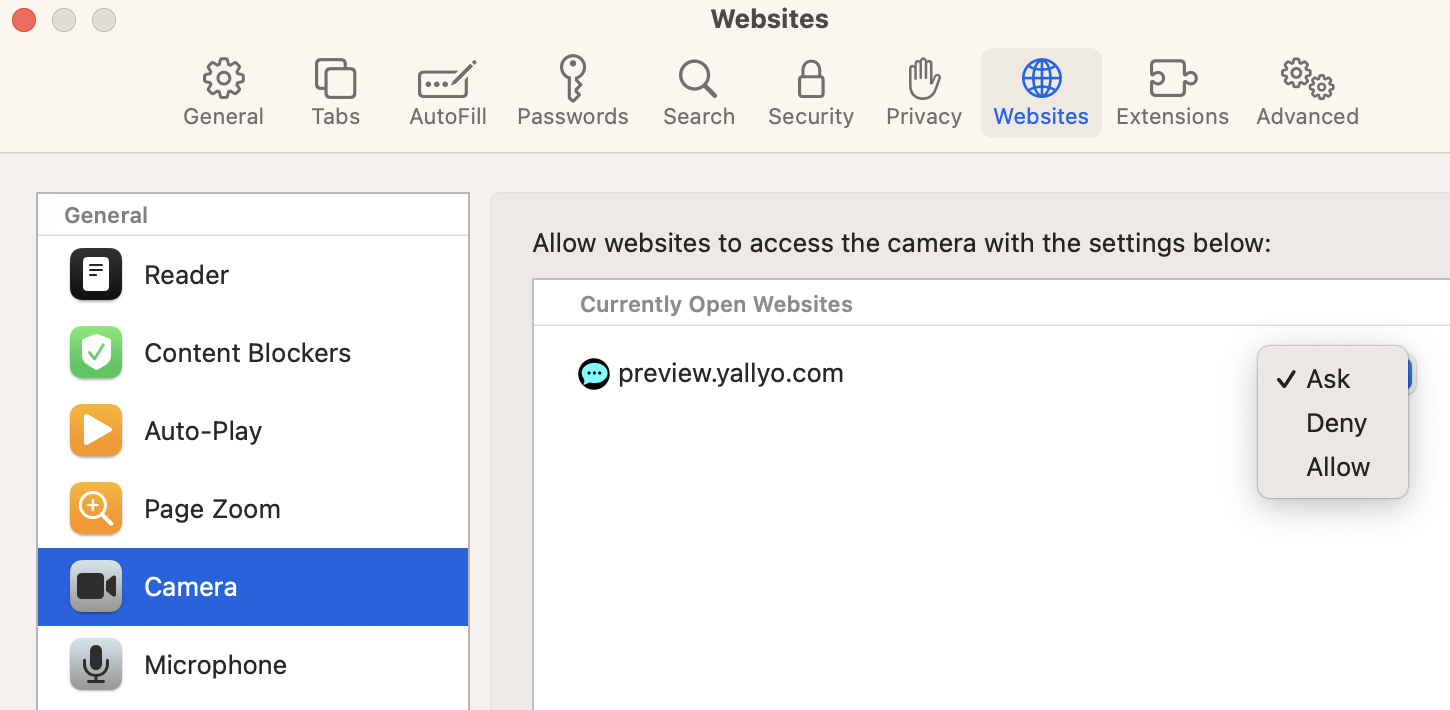 Websites
General Tabs AutoFill Passwords Search Security Privacy Websites Extensions Advanced
General
Reader
Content Blockers
Auto-Play
Page Zoom
Camera
Microphone
Allow websites to access the camera with the settings below:
Currently Open Websites
preview.yallyo.com
✓ Ask
Deny
Allow